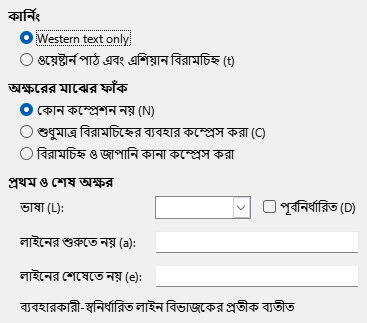 কার্নিং
Western text only
ওয়েষ্টার্ন পাঠ এবং এশিয়ান বিরামচিহ্ন (t)
অক্ষরের মাঝের ফাঁক
কোন কম্প্রেশন নয় (N)
শুধুমাত্র বিরামচিহ্নের ব্যবহার কম্প্রেস করা (C)
বিরামচিহ্ন ও জাপানি কানা কম্প্রেস করা
প্রথম ও শেষ অক্ষর
ভাষা (L): পূর্বনির্ধারিত (D)
লাইনের শুরুতে নয় (a):
লাইনের শেষেতে নয় (e):
ব্যবহারকারী-স্বনির্ধারিত লাইন বিভাজকের প্রতীক ব্যতীত